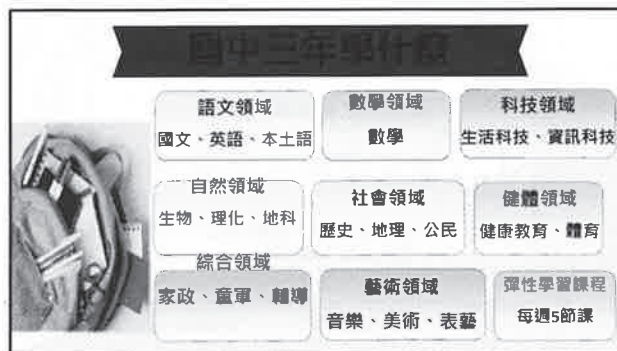 國中三年學什麼
語文領域
國文、英語、本土語
數學領域
數學
科技領域
生活科技、資訊科技
自然領域
生物、理化、地科
社會領域
歷史、地理、公民
健體領域
健康教育、體育
綜合領域
家政、童軍、輔導
藝術領域
音樂、美術、表藝
彈性學習課程
每週5節課